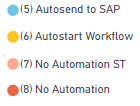 (5) Autosend to SAP
(6) Autostart Workflow
(7) No Automation ST
(8) No Automation